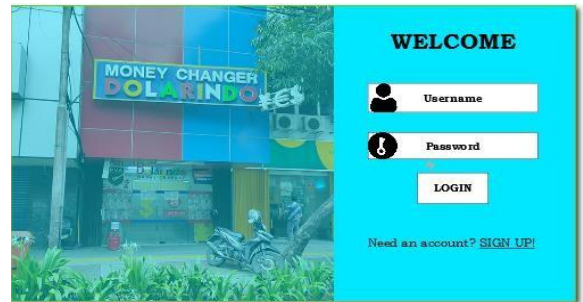 MONEY CHANGER
DOLARINDO
¥€$
WELCOME
Username
Password
LOGIN
Need an account? SIGN UP!